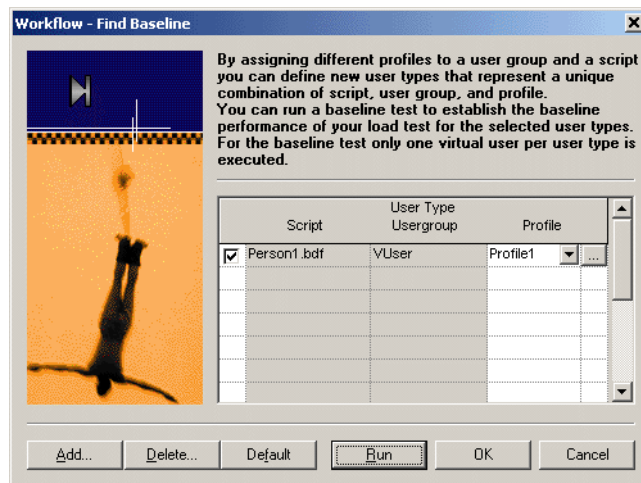 Workflow - Find Baseline
By assigning different profiles to a user group and a script
you can define new user types that represent a unique
combination of script, user group, and profile.
You can run a baseline test to establish the baseline
performance of your load test for the selected user types.
For the baseline test only one virtual user per user type is
executed.
User Type
Script Usergroup Profile
Person1.bdf VUser Profile1 ...
Add... Delete... Default Run OK Cancel